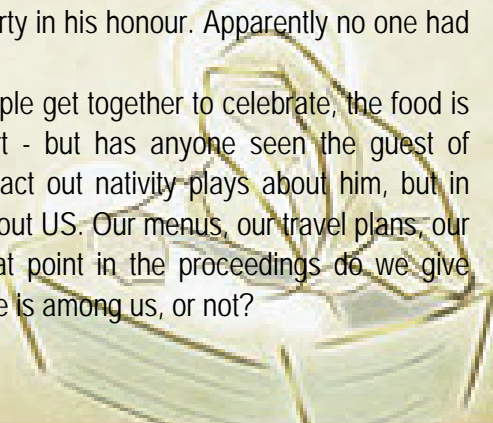 rty in his honour. Apparently no one had
ple get together to celebrate, the food is
t - but has anyone seen the guest of
act out nativity plays about him, but in
out US. Our menus, our travel plans, our
at point in the proceedings do we give
e is among us, or not?